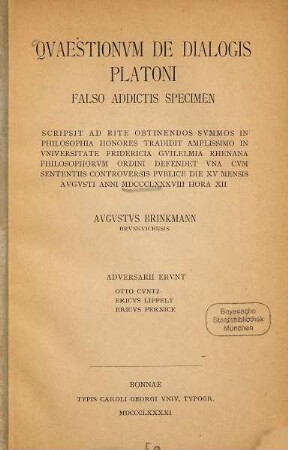 QVAESTIONVM DE DIALOGIS
PLATONI
FALSO ADDICTIS SPECIMEN
SCRIPSIT AD RITE OBTINENDOS SVMMOS IN
PHILOSOPHIA HONORES TRADIDIT AMPLISSIMO IN
VNIVERSITATE FRIDERICIA GVILELMIA RHENANA
PHILOSOPHORVM ORDINI DEFENDET VNA CVM
SENTENTIIS CONTROVERSIS PVBLICE DIE XV MENSIS
AVGVSTI ANNI MDCCCLXXXVIII HORA XII
AVGVSTVS BRINKMANN
BRVNSVICENSIS
ADVERSARII ERVNT
OTTO CVNTZ
ERICVS LIPPELT
ERICVS PERNICE
Bayerische
Staatsbibliothek
München
BONNAE
TYPIS CAROLI GEORGI VNIV. TYPOGR.
MDCCCLXXXXI